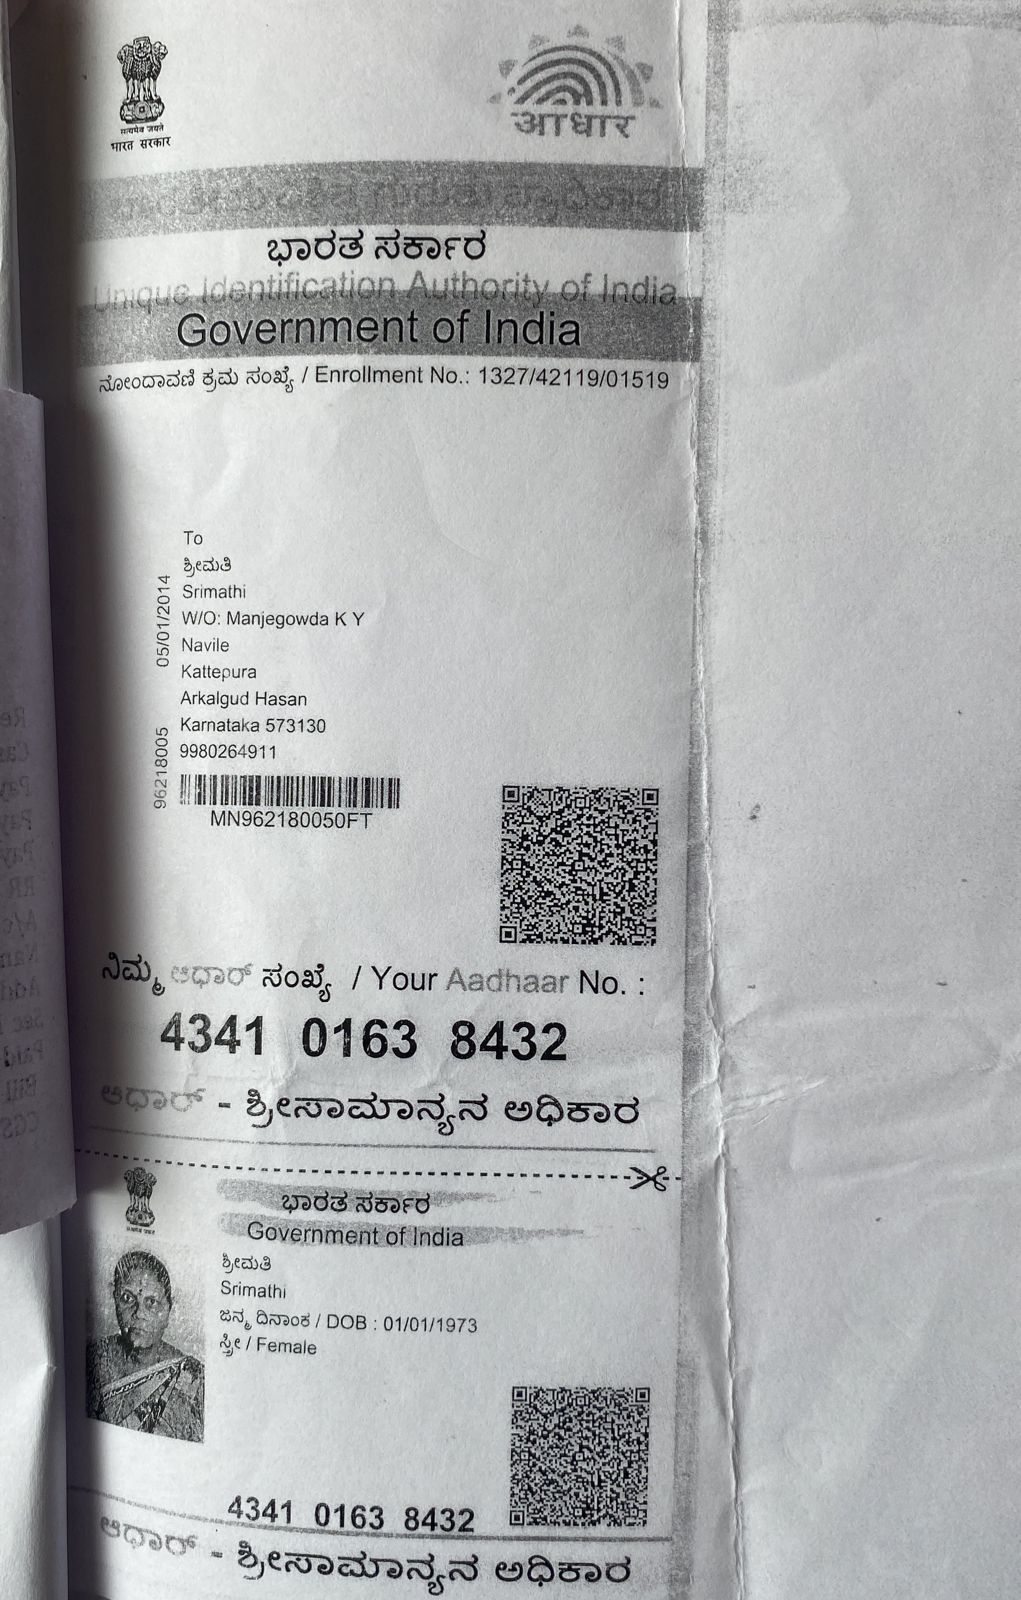 सत्यमेव जयते
भारत सरकार
आधार
ಭಾರತ ಸರ್ಕಾರ
Unique Identification Authority of India
Government of India
ನೋಂದಾವಣಿ ಕ್ರಮ ಸಂಖ್ಯೆ / Enrollment No.: 1327/42119/01519
To
ಶ್ರೀಮತಿ
Srimathi
W/O: Manjegowda K Y
Navile
Kattepura
Arkalgud Hasan
Karnataka 573130
9980264911
05/01/2014
96218005
MN962180050FT
ನಿಮ್ಮ ಆಧಾರ್ ಸಂಖ್ಯೆ / Your Aadhaar No. :
4341 0163 8432
ಆಧಾರ್ - ಶ್ರೀಸಾಮಾನ್ಯನ ಅಧಿಕಾರ
ಭಾರತ ಸರ್ಕಾರ
Government of India
ಶ್ರೀಮತಿ
Srimathi
ಜನ್ಮ ದಿನಾಂಕ / DOB : 01/01/1973
ಸ್ತ್ರೀ / Female
4341 0163 8432
ಆಧಾರ್ - ಶ್ರೀಸಾಮಾನ್ಯನ ಅಧಿಕಾರ